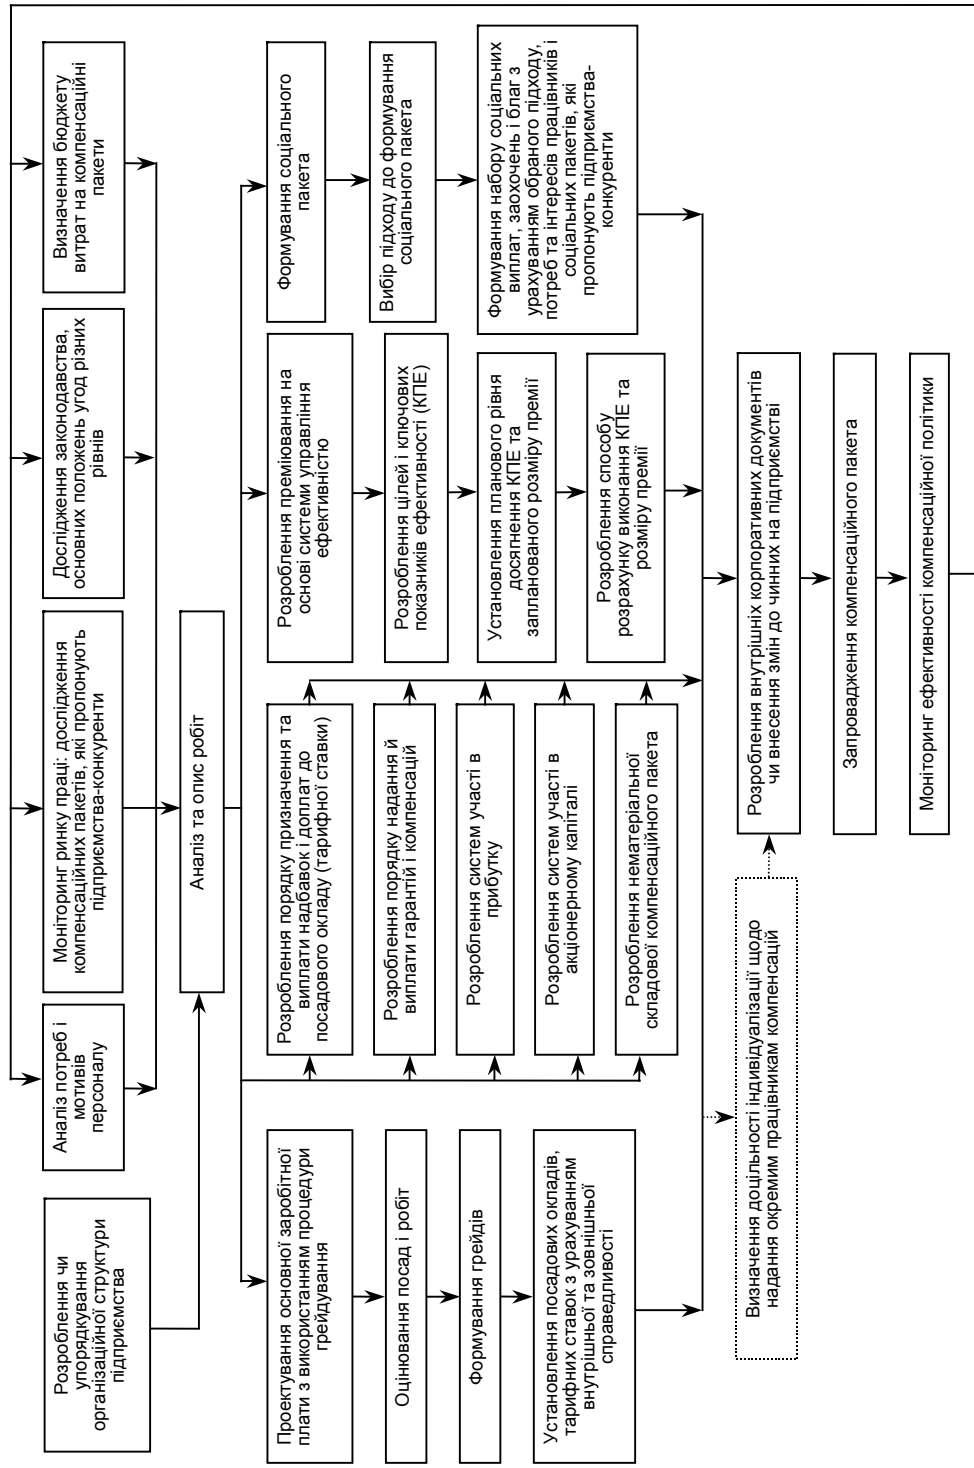 Розроблення чи
упорядкування
організаційної структури
підприємства
Аналіз потреб і
мотивів
персоналу
Моніторинг ринку праці: дослідження
компенсаційних пакетів, які пропонують
підприємства-конкуренти
Дослідження законодавства,
основних положень угод різних
рівнів
Визначення бюджету
витрат на компенсаційні
пакети
Аналіз та опис робіт
Проектування основної заробітної
плати з використанням процедури
грейдування
Оцінювання посад і робіт
Формування грейдів
Установлення посадових окладів,
тарифних ставок з урахуванням
внутрішньої та зовнішньої
справедливості
Розроблення порядку призначення та
виплати надбавок і доплат до
посадового окладу (тарифної ставки)
Розроблення порядку надання й
виплати гарантій і компенсацій
Розроблення систем участі в
прибутку
Розроблення систем участі в
акціонерному капіталі
Розроблення нематеріальної
складової компенсаційного пакета
Розроблення преміювання на
основі системи управління
ефективністю
Розроблення цілей і ключових
показників ефективності (КПЕ)
Установлення планового рівня
досягнення КПЕ та
запланованого розміру премії
Розроблення способу
розрахунку виконання КПЕ та
розміру премії
Формування соціального
пакета
Вибір підходу до формування
соціального пакета
Формування набору соціальних
виплат, заохочень і благ з
урахуванням обраного підходу,
потреб та інтересів працівників і
соціальних пакетів, які
пропонують підприємства-
конкуренти
Визначення доцільності індивідуалізації щодо
надання окремим працівникам компенсацій
Розроблення внутрішніх корпоративних документів
чи внесення змін до чинних на підприємстві
Запровадження компенсаційного пакета
Моніторинг ефективності компенсаційної політики